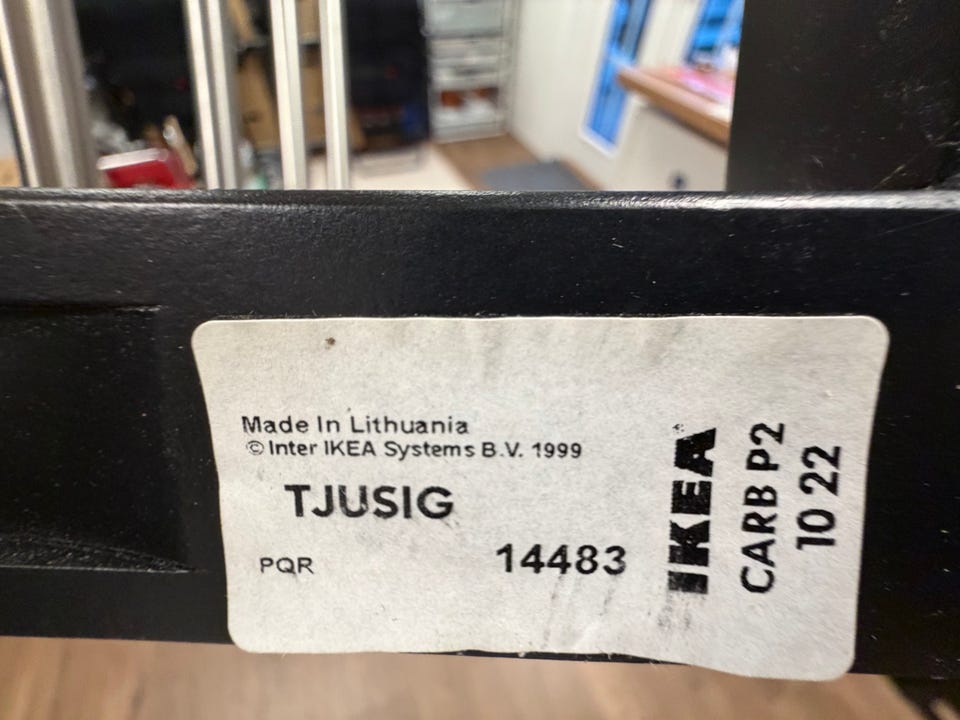 Made In Lithuania
© Inter IKEA Systems B.V. 1999
TJUSIG
PQR 14483
IKEA
CARB P2
10 22